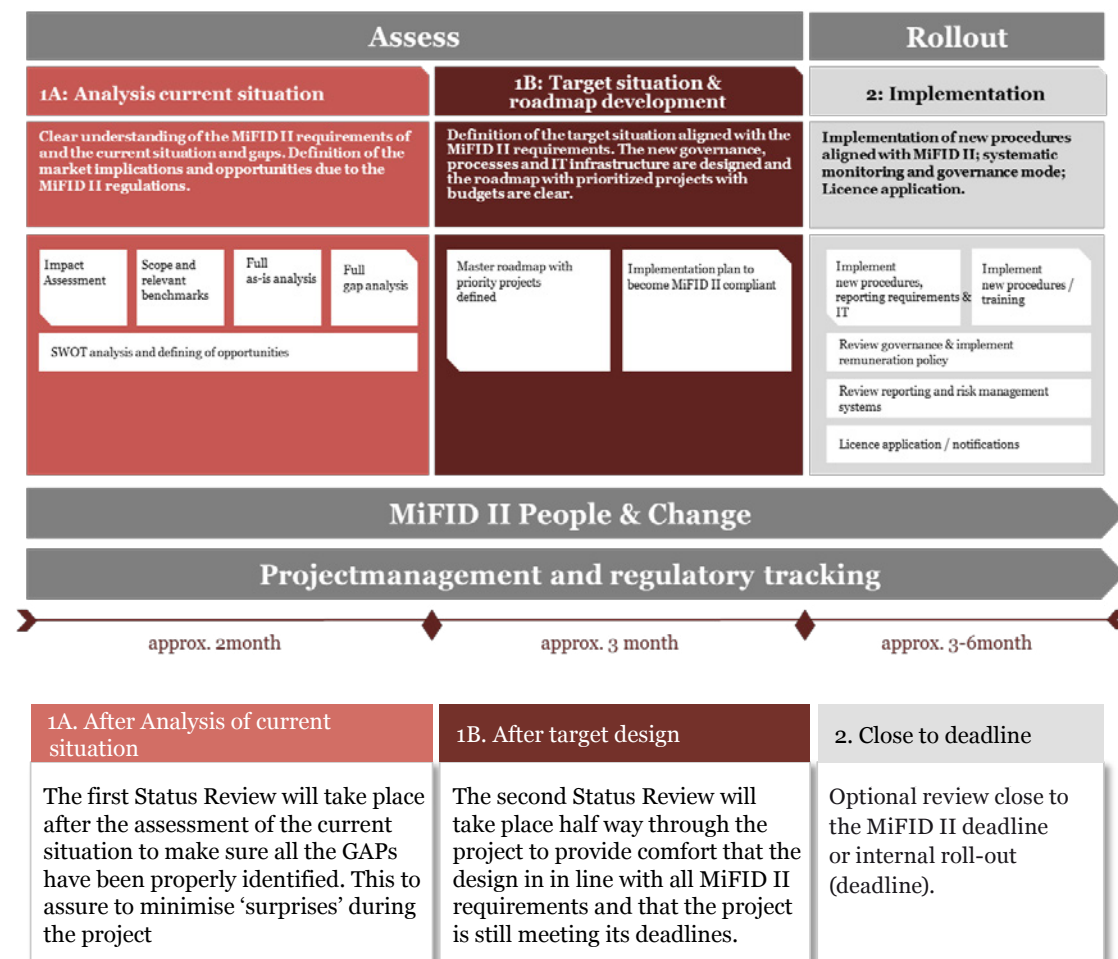 Assess
Rollout
1A: Analysis current situation
1B: Target situation &
roadmap development
2: Implementation
Clear understanding of the MiFID II requirements of
and the current situation and gaps. Definition of the
market implications and opportunities due to the
MiFID II regulations.
Definition of the target situation aligned with the
MiFID II requirements. The new governance,
processes and IT infrastructure are designed and
the roadmap with prioritized projects with
budgets are clear.
Implementation of new procedures
aligned with MiFID II; systematic
monitoring and governance mode;
Licence application.
Impact
Assessment
Scope and
relevant
benchmarks
Full
as-is analysis
Full
gap analysis
SWOT analysis and defining of opportunities
Master roadmap with
priority projects
defined
Implementation plan to
become MiFID II compliant
Implement
new procedures,
reporting requirements &
IT
Implement
new procedures /
training
Review governance & implement
remuneration policy
Review reporting and risk management
systems
Licence application / notifications
MiFID II People & Change
Projectmanagement and regulatory tracking
approx. 2month
approx. 3 month
approx. 3-6month
1A. After Analysis of current
situation
The first Status Review will take place
after the assessment of the current
situation to make sure all the GAPs
have been properly identified. This to
assure to minimise ‘surprises’ during
the project
1B. After target design
The second Status Review will
take place half way through the
project to provide comfort that the
design in in line with all MiFID II
requirements and that the project
is still meeting its deadlines.
2. Close to deadline
Optional review close to
the MiFID II deadline
or internal roll-out
(deadline).